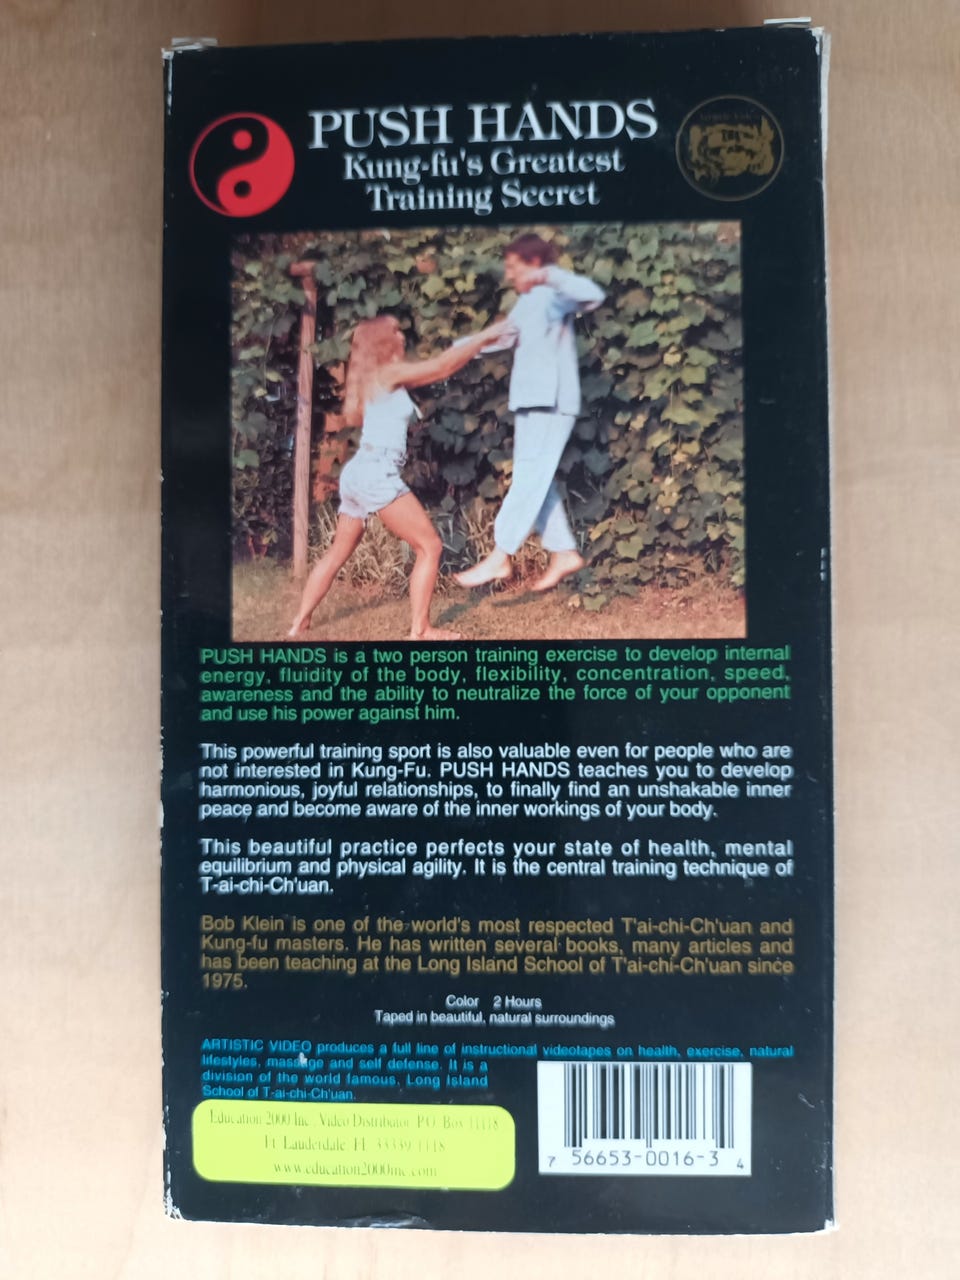 PUSH HANDS
Kung-fu's Greatest
Training Secret
Artistic Video
PUSH HANDS is a two person training exercise to develop internal
energy, fluidity of the body, flexibility, concentration, speed,
awareness and the ability to neutralize the force of your opponent
and use his power against him.
This powerful training sport is also valuable even for people who are
not interested in Kung-Fu. PUSH HANDS teaches you to develop
harmonious, joyful relationships, to finally find an unshakable inner
peace and become aware of the inner workings of your body.
This beautiful practice perfects your state of health, mental
equilibrium and physical agility. It is the central training technique of
T-ai-chi-Ch'uan.
Bob Klein is one of the world's most respected T'ai-chi-Ch'uan and
Kung-fu masters. He has written several books, many articles and
has been teaching at the Long Island School of T'ai-chi-Ch'uan since
1975.
Color 2 Hours
Taped in beautiful, natural surroundings
ARTISTIC VIDEO produces a full line of instructional videotapes on health, exercise, natural
lifestyles, massage and self defense. It is a
division of the world famous, Long Island
School of T-ai-chi-Ch'uan.
Education 2000 Inc. Video Distributor P.O. Box 11118
Ft. Lauderdale Fl 33339-1118
www.education2000inc.com
7 56653-0016-3 4